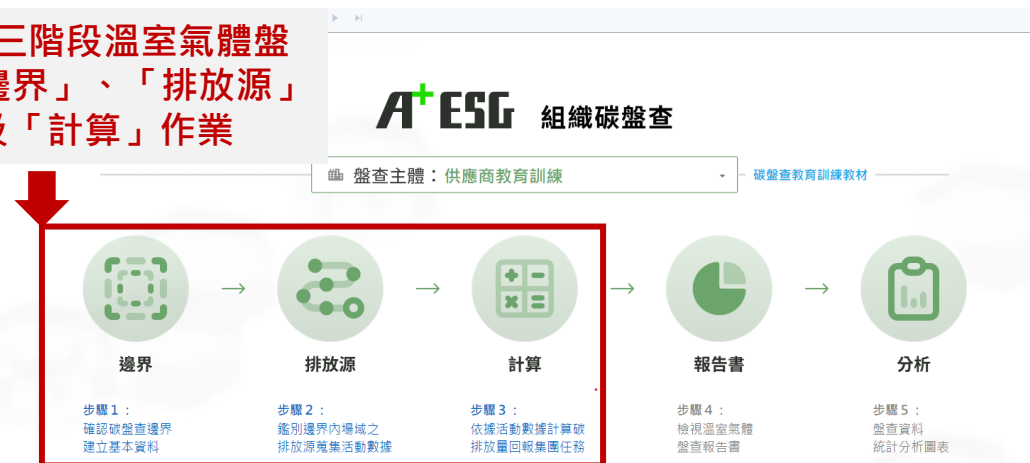 三階段溫室氣體盤
邊界」、「排放源」
及「計算」作業
A+ESG 組織碳盤查
盤查主體：供應商教育訓練
碳盤查教育訓練教材
邊界
排放源
計算
報告書
分析
步驟1：
確認碳盤查邊界
建立基本資料
步驟2：
鑑別邊界內場域之
排放源蒐集活動數據
步驟3：
依據活動數據計算碳
排放量回報集團任務
步驟4：
檢視溫室氣體
盤查報告書
步驟5：
盤查資料
統計分析圖表